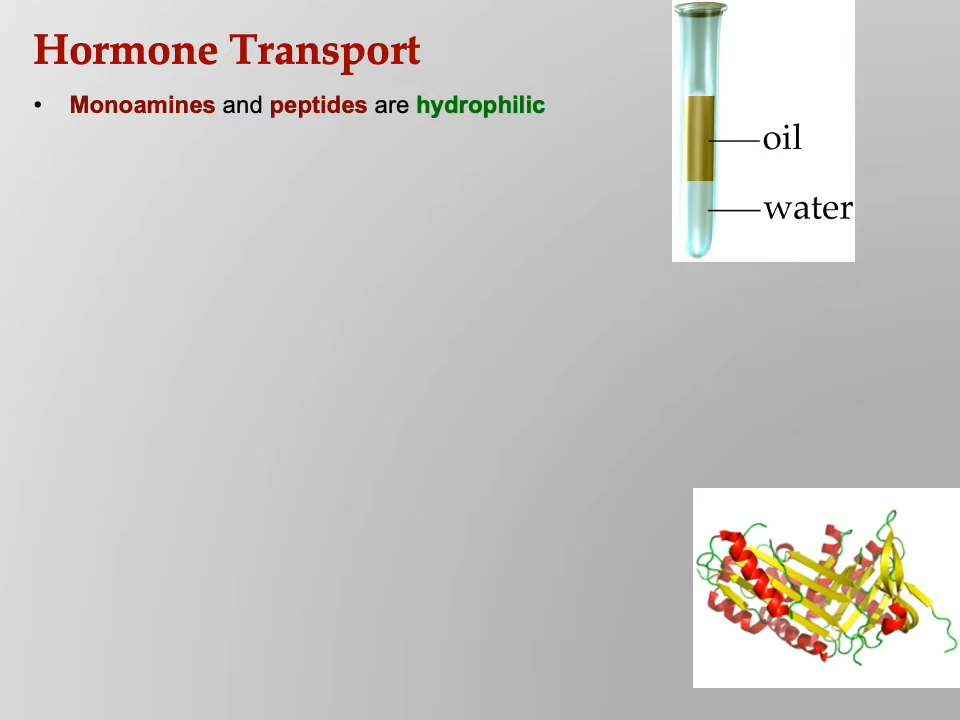 Hormone Transport
• Monoamines and peptides are hydrophilic
oil
water